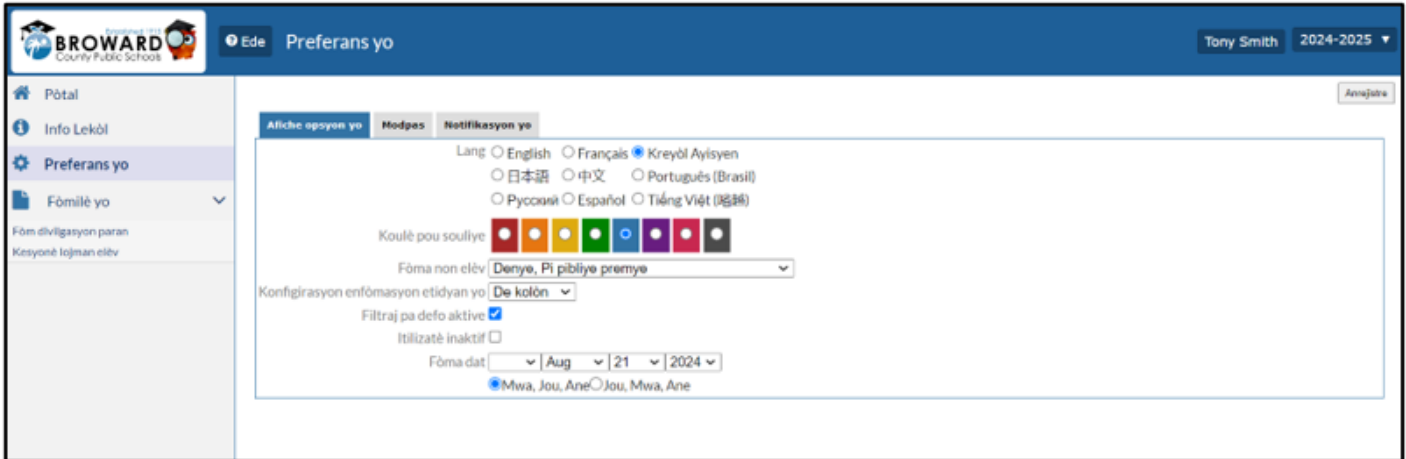 BROWARD
County Public Schools
Ede
Preferans yo
Tony Smith
2024-2025
Pòtal
Info Lekòl
Preferans yo
Fòmilè yo
Fòm divilgasyon paran
Kesyonè lojman elèv
Anrejistre
Afiche opsyon yo Modpas Notifikasyon yo
Lang English Français Kreyòl Ayisyen
日本語 中文 Português (Brasil)
Русский Español Tiếng Việt
Koulè pou souliye
Fòma non elèv Denye, Pi pibliye premye
Konfigirasyon enfòmasyon etidyan yo De kolòn
Filtraj pa defo aktive
Itilizatè inaktif
Fòma dat Aug 21 2024
Mwa, Jou, Ane Jou, Mwa, Ane